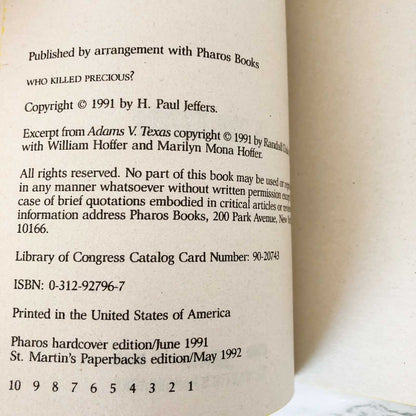 Published by arrangement with Pharos Books
WHO KILLED PRECIOUS?
Copyright © 1991 by H. Paul Jeffers.
Excerpt from Adams V. Texas copyright © 1991 by Randall
with William Hoffer and Marilyn Mona Hoffer.
All rights reserved. No part of this book may be used or
in any manner whatsoever without written permission
case of brief quotations embodied in critical articles or
information address Pharos Books, 200 Park Avenue, New
10166.
Library of Congress Catalog Card Number: 90-20743
ISBN: 0-312-92796-7
Printed in the United States of America
Pharos hardcover edition/June 1991
St. Martin's Paperbacks edition/May 1992
10 9 8 7 6 5 4 3 2 1